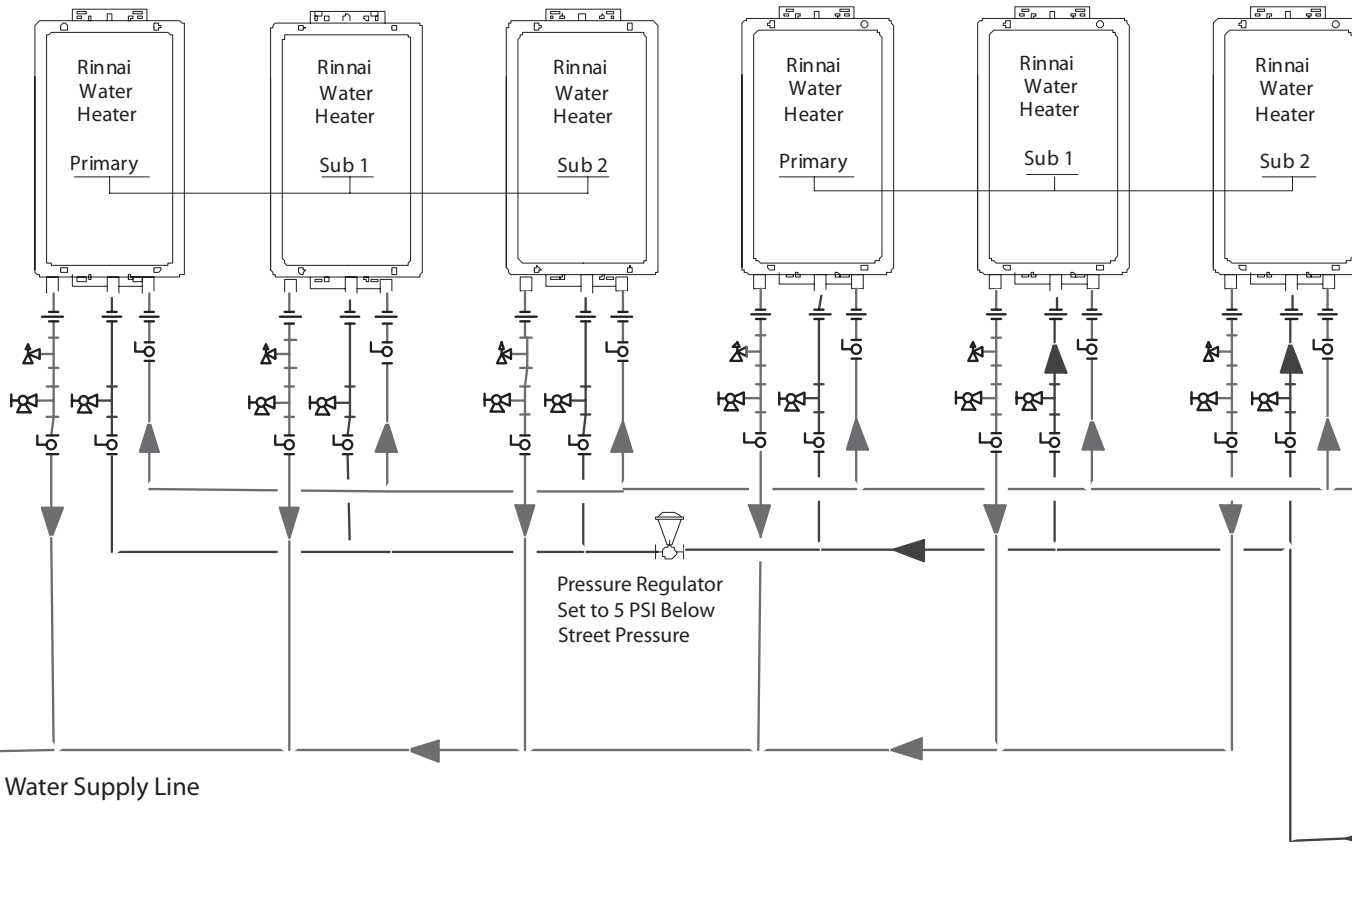 Rinnai
Water
Heater
Primary
Rinnai
Water
Heater
Sub 1
Rinnai
Water
Heater
Sub 2
Rinnai
Water
Heater
Primary
Rinnai
Water
Heater
Sub 1
Rinnai
Water
Heater
Sub 2
Pressure Regulator
Set to 5 PSI Below
Street Pressure
Water Supply Line